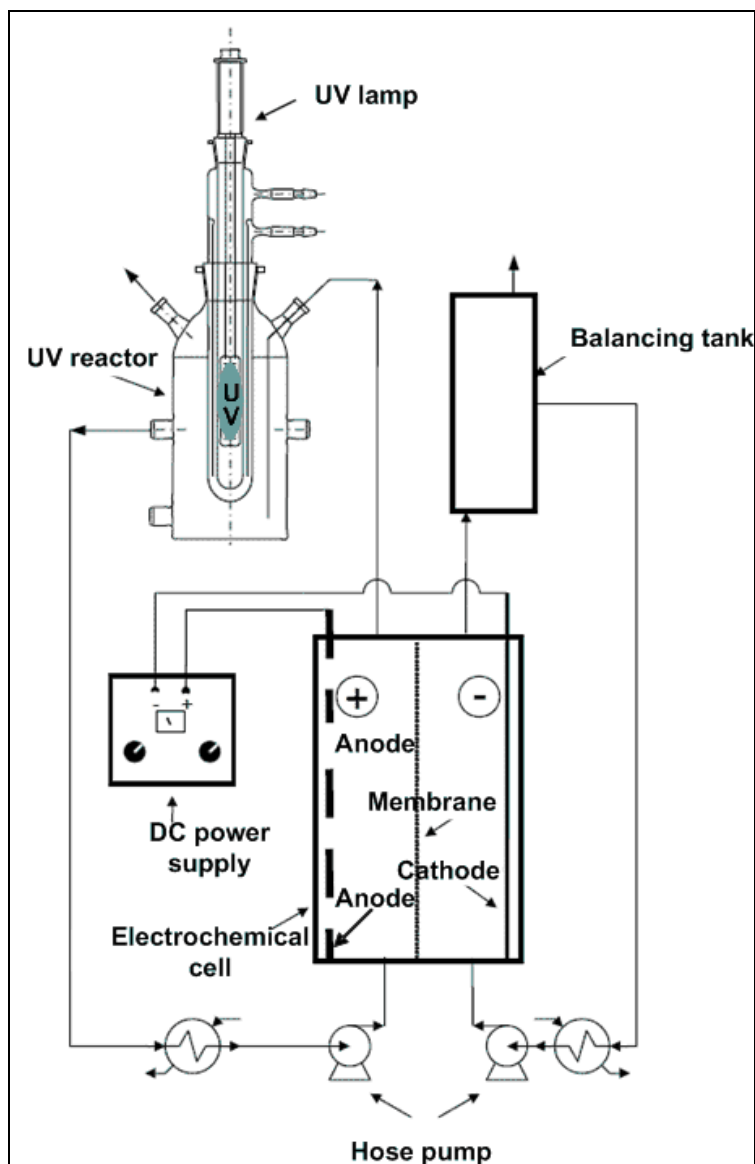 UV lamp
UV reactor
U
V
Balancing tank
- +
+
-
Anode
Membrane
DC power
supply
Cathode
Anode
Electrochemical
cell
Hose pump